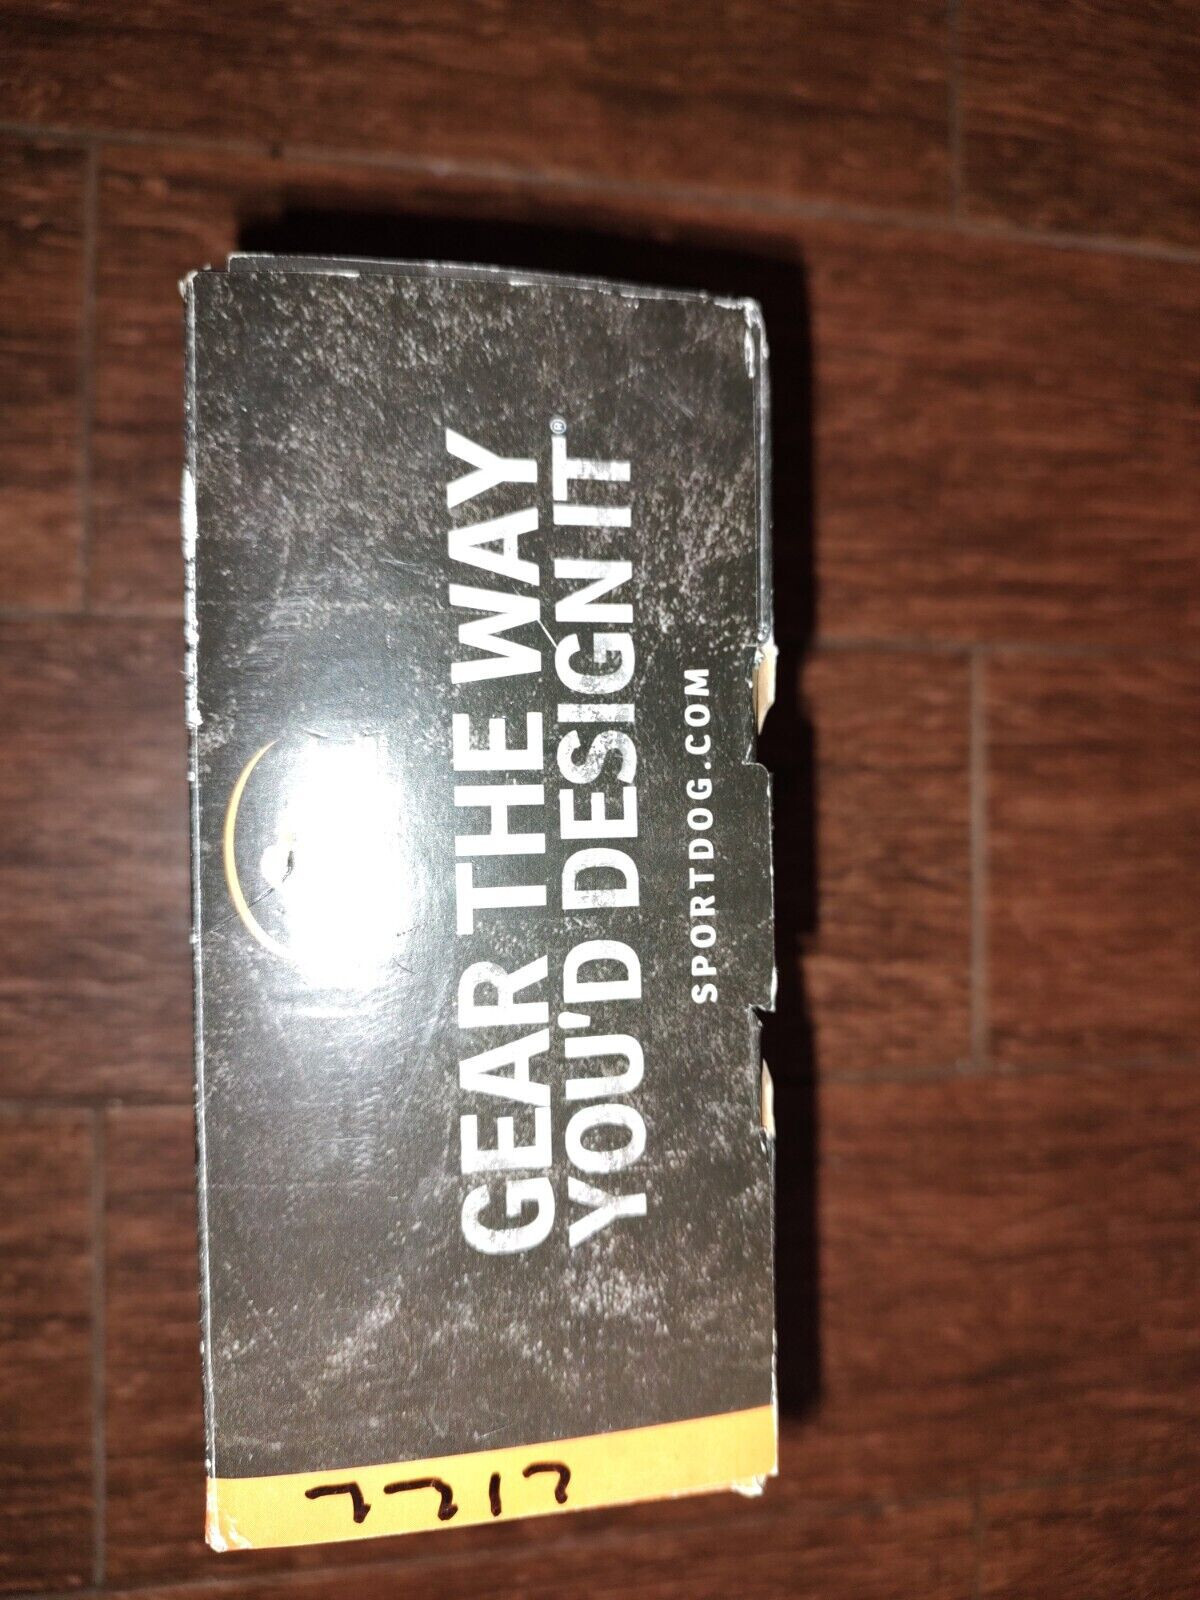 GEAR THE WAY
YOU'D DESIGN IT®
SPORTDOG.COM